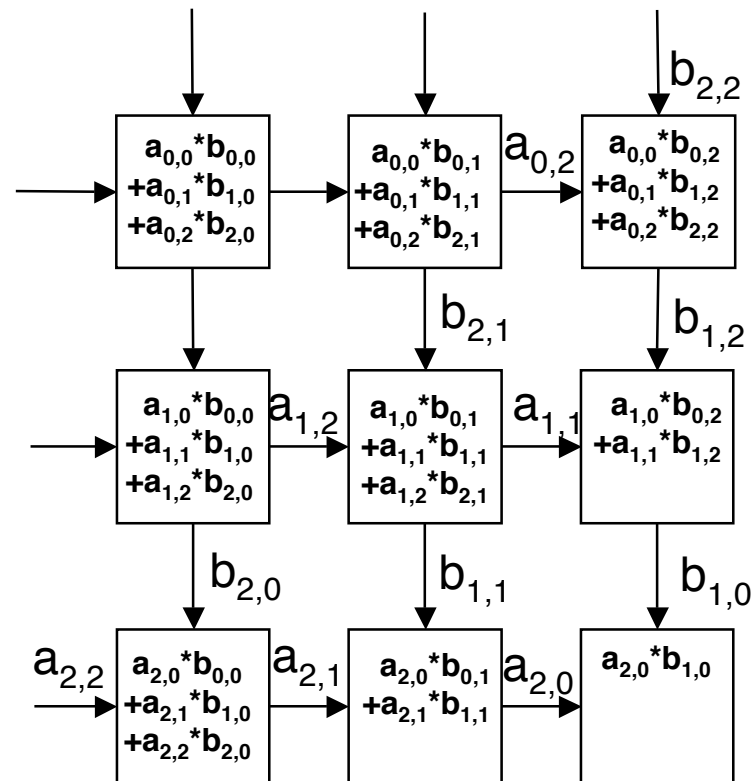 b2,2
a0,0*b0,0
+a0,1*b1,0
+a0,2*b2,0
a0,0*b0,1
+a0,1*b1,1
+a0,2*b2,1
a0,2
a0,0*b0,2
+a0,1*b1,2
+a0,2*b2,2
b2,1
b1,2
a1,0*b0,0
+a1,1*b1,0
+a1,2*b2,0
a1,2
a1,0*b0,1
+a1,1*b1,1
+a1,2*b2,1
a1,1
a1,0*b0,2
+a1,1*b1,2
b2,0
b1,1
b1,0
a2,2
a2,0*b0,0
+a2,1*b1,0
+a2,2*b2,0
a2,1
a2,0*b0,1
+a2,1*b1,1
a2,0
a2,0*b1,0